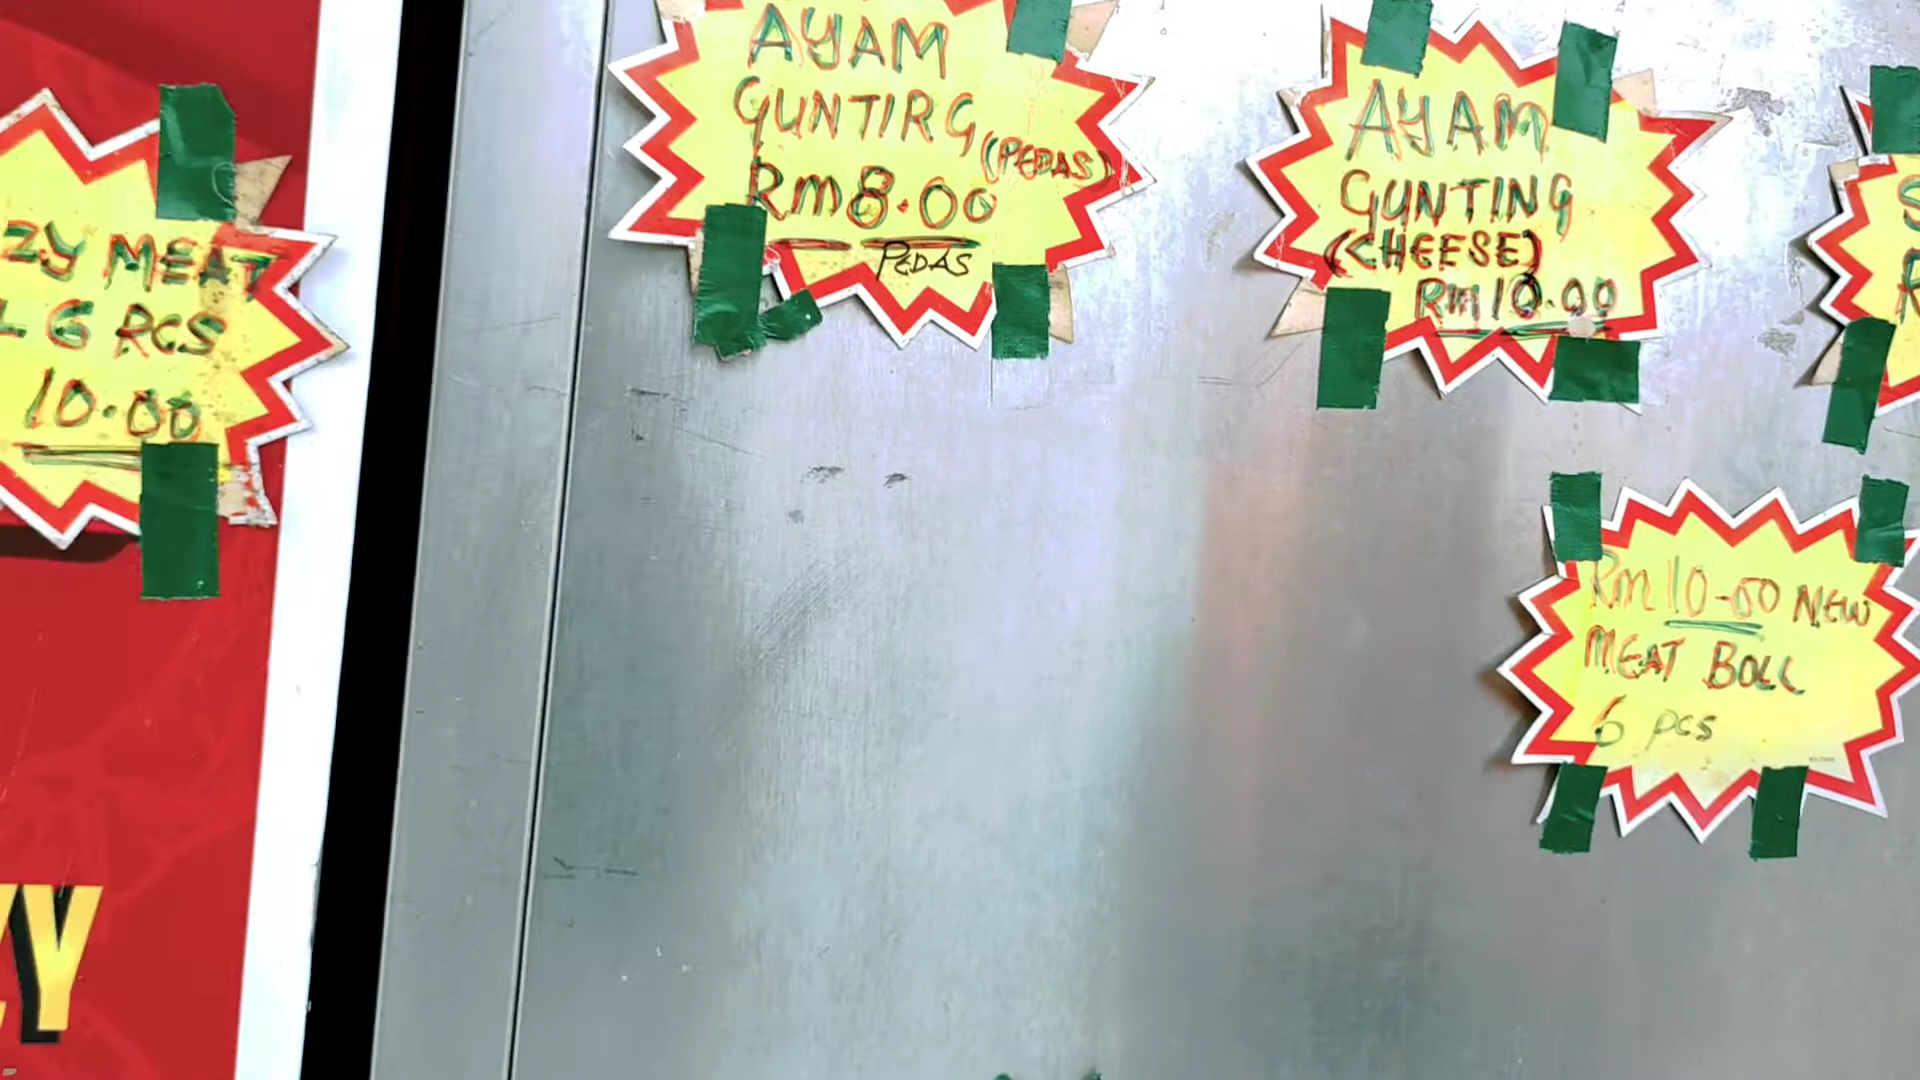 ZY MEAT
L 6 PCS
10.00
AYAM
GUNTIRG (PEDAS)
Rm8.00
PEDAS
AYAM
GUNTING
(CHEESE)
RM10.00
Rm10-00 NEW
MEAT BOLL
6 pcs
ZY